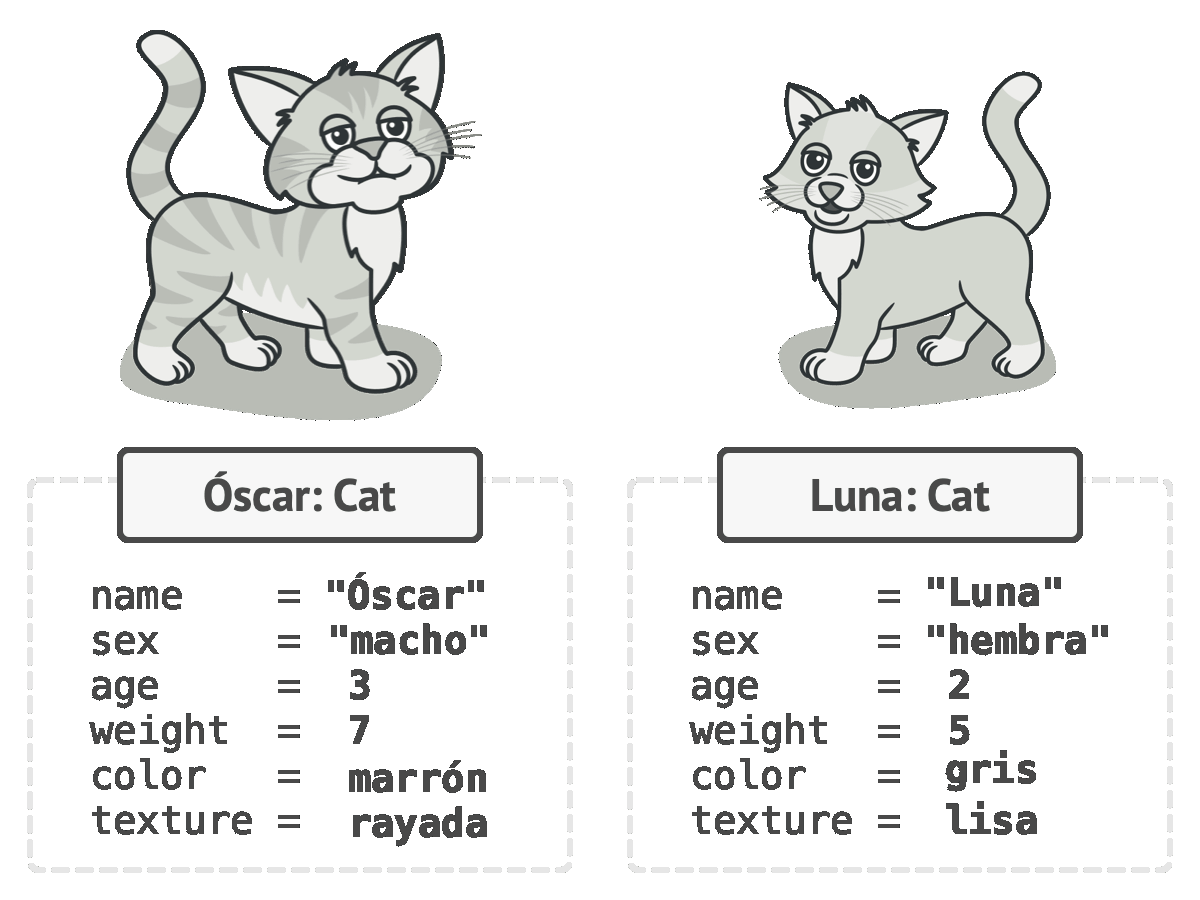 Óscar: Cat
name = "Óscar"
sex = "macho"
age = 3
weight = 7
color = marrón
texture = rayada
Luna: Cat
name = "Luna"
sex = "hembra"
age = 2
weight = 5
color = gris
texture = lisa